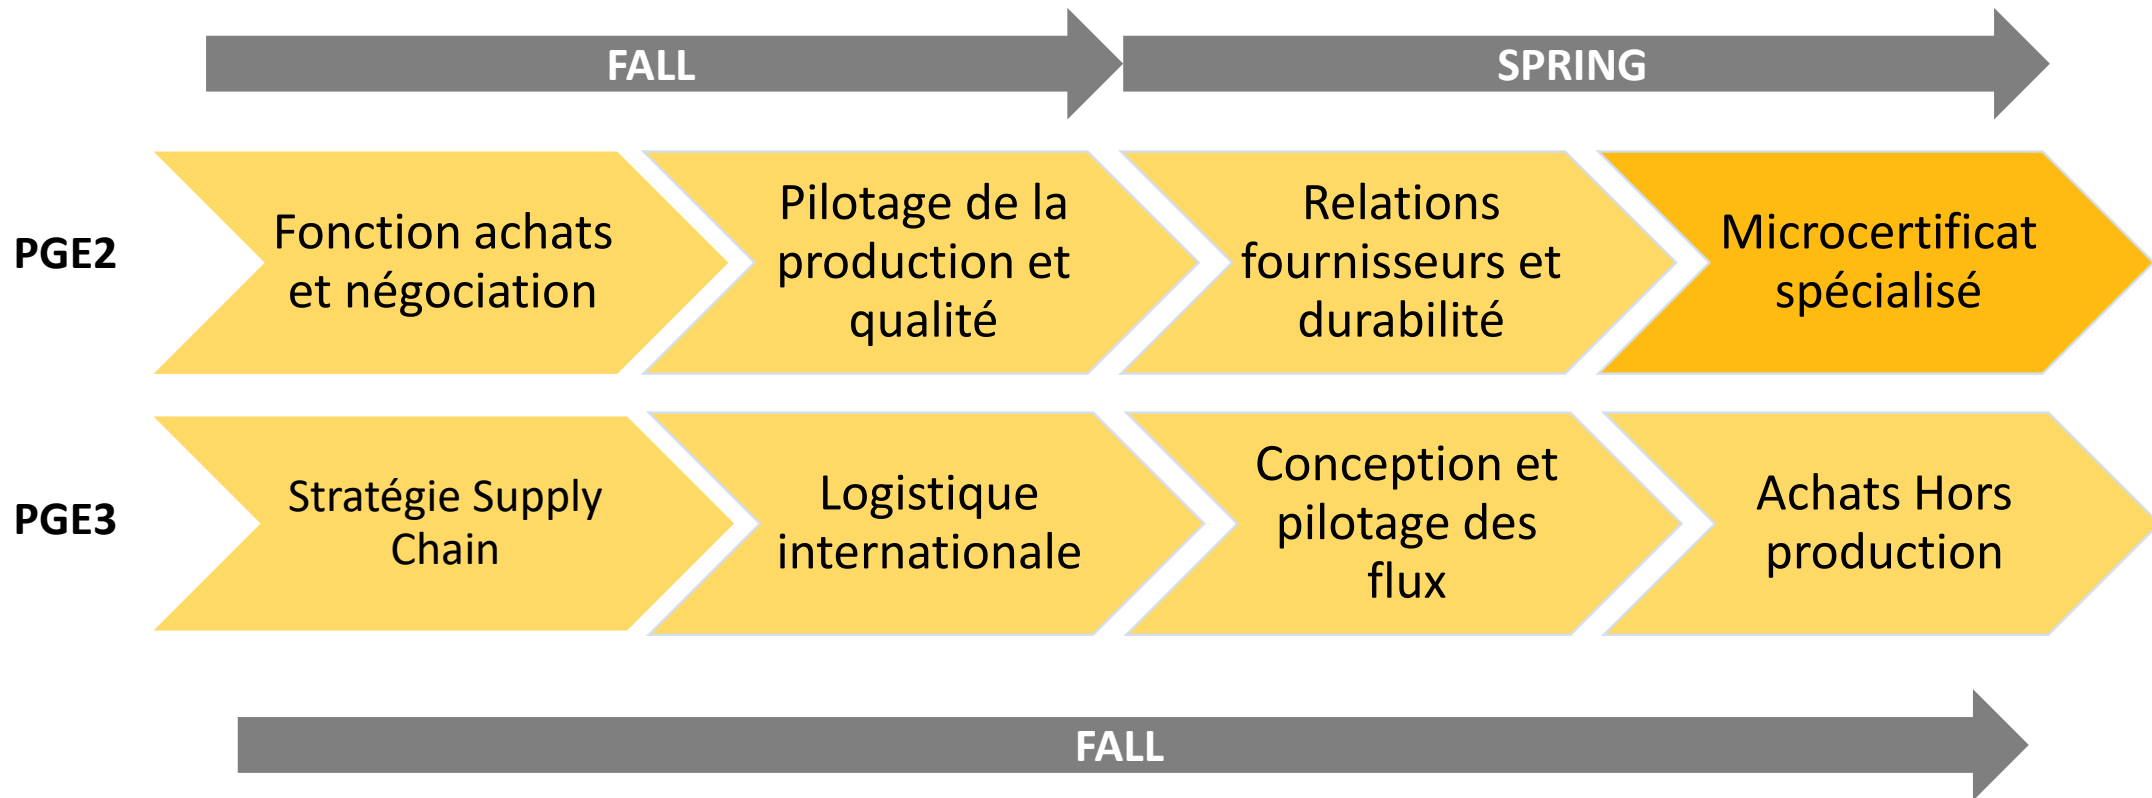 FALL
SPRING
PGE2
Fonction achats
et négociation
Pilotage de la
production et
qualité
Relations
fournisseurs et
durabilité
Microcertificat
spécialisé
PGE3
Stratégie Supply
Chain
Logistique
internationale
Conception et
pilotage des
flux
Achats Hors
production
FALL